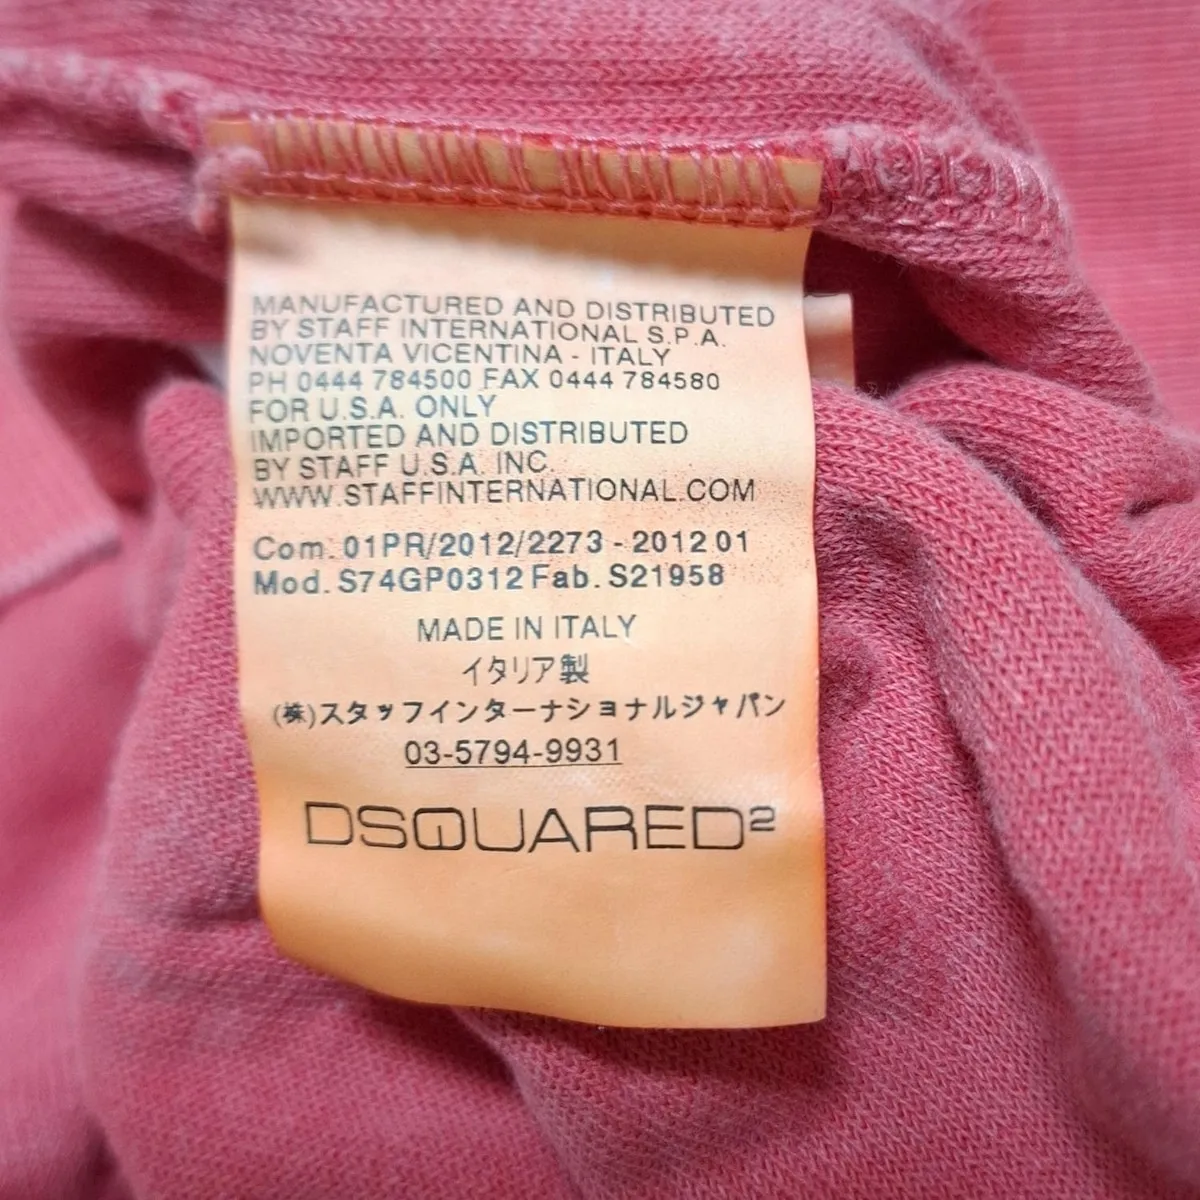 MANUFACTURED AND DISTRIBUTED
BY STAFF INTERNATIONAL S.P.A.
NOVENTA VICENTINA - ITALY
PH 0444 784500 FAX 0444 784580
FOR U.S.A. ONLY
IMPORTED AND DISTRIBUTED
BY STAFF U.S.A. INC.
WWW.STAFFINTERNATIONAL.COM
Com. 01PR/2012/2273 - 2012 01
Mod. S74GP0312 Fab. S21958
MADE IN ITALY
イタリア製
(株)スタッフインターナショナルジャパン
03-5794-9931
DSQUARED²